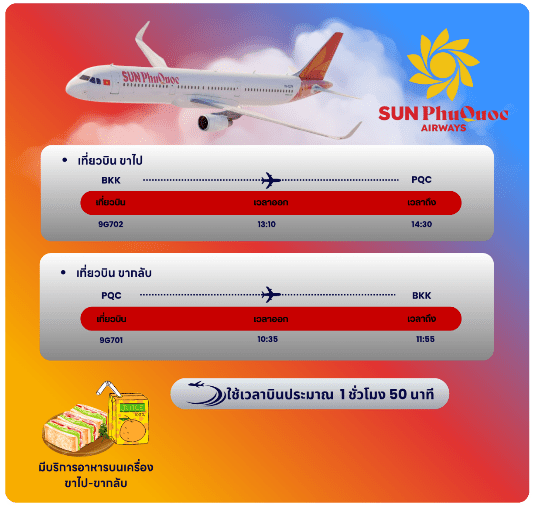 SUN PhuQuoc
SUN PhuQuoc
AIRWAYS
• เที่ยวบิน ขาไป
BKK PQC
เที่ยวบิน เวลาออก เวลาถึง
9G702 13:10 14:30
• เที่ยวบิน ขากลับ
PQC BKK
เที่ยวบิน เวลาออก เวลาถึง
9G701 10:35 11:55
ใช้เวลาบินประมาณ 1 ชั่วโมง 50 นาที
JUICE
100%
มีบริการอาหารบนเครื่อง
ขาไป-ขากลับ